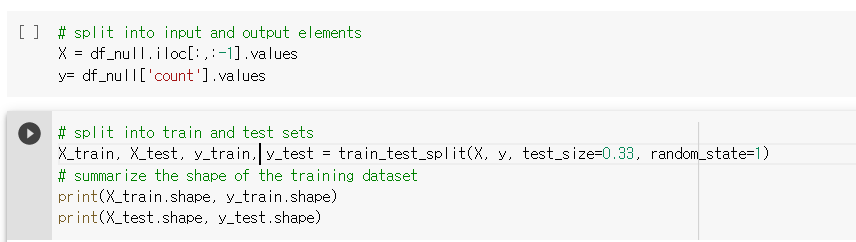 [ ] # split into input and output elements
X = df_null.iloc[:,:-1].values
y= df_null['count'].values
# split into train and test sets
X_train, X_test, y_train, y_test = train_test_split(X, y, test_size=0.33, random_state=1)
# summarize the shape of the training dataset
print(X_train.shape, y_train.shape)
print(X_test.shape, y_test.shape)